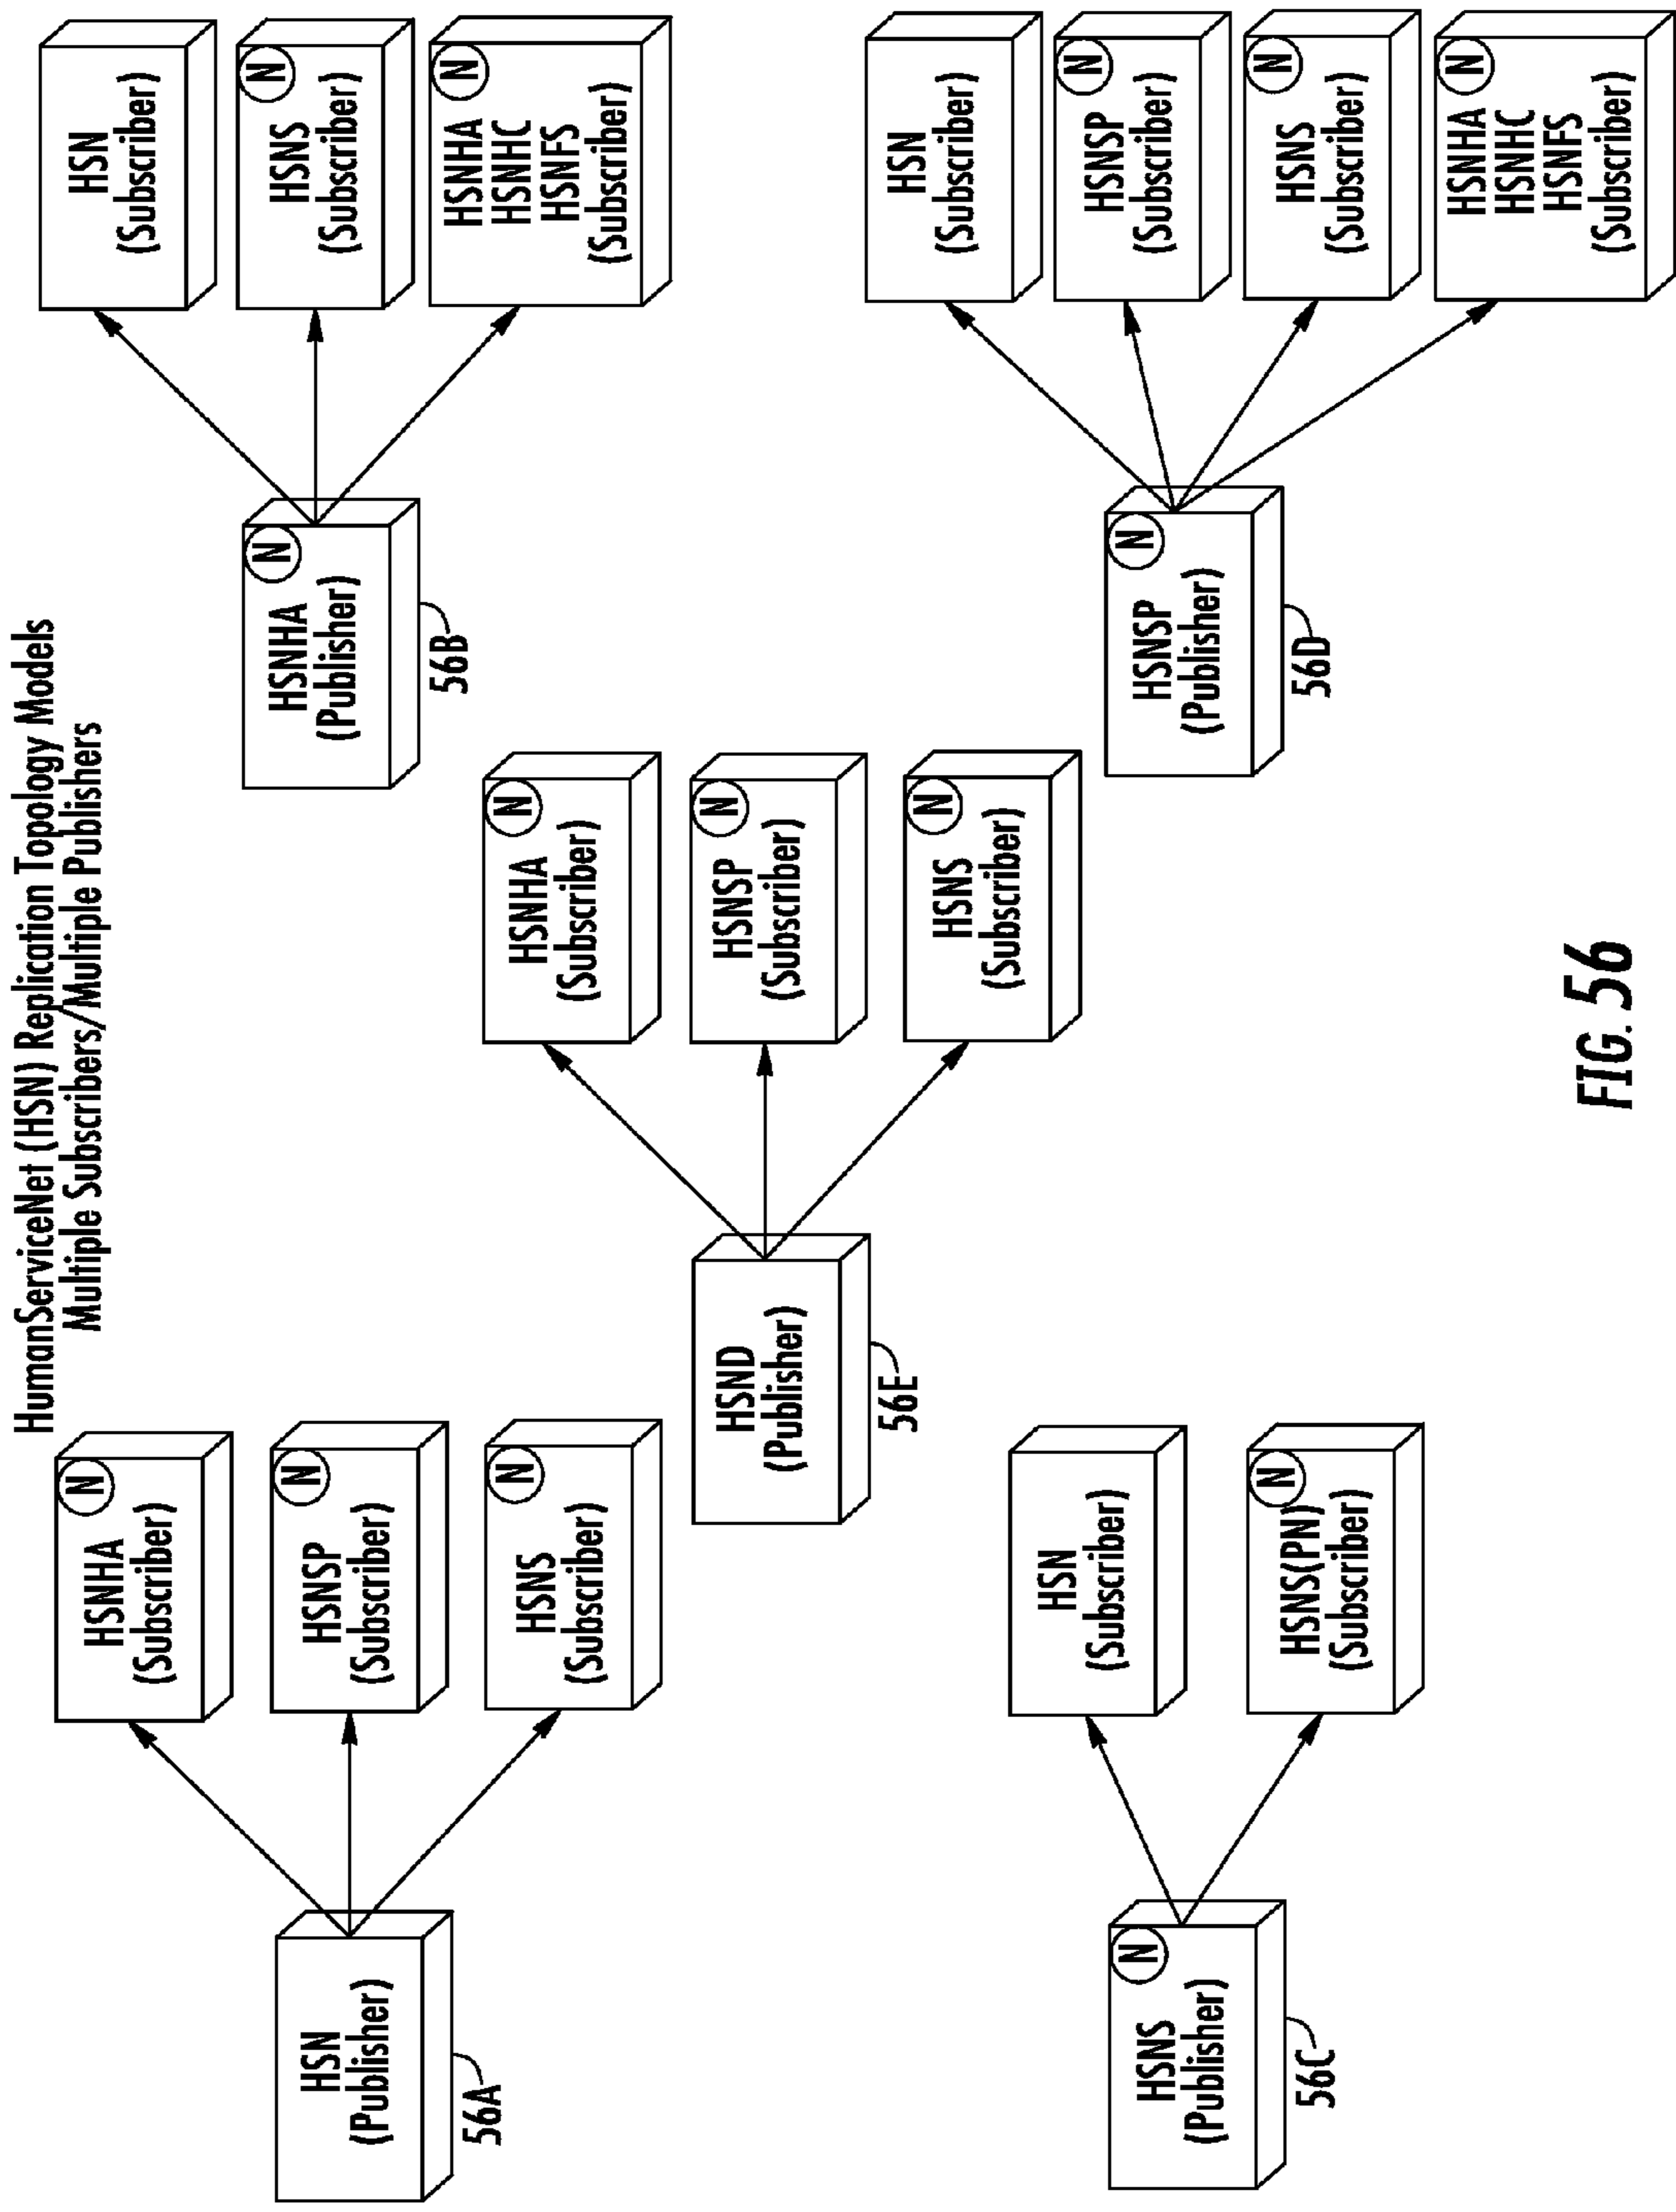 HumanServiceNet (HSN) Replication Topology Models
Multiple Subscribers/Multiple Publishers
HSN
(Publisher)
56A
HSNHA
(Subscriber)
N
HSNSP
(Subscriber)
N
HSNS
(Subscriber)
N
HSNHA
(Publisher)
N
56B
HSN
(Subscriber)
HSNS
(Subscriber)
N
HSNHA
HSNHC
HSNFS
(Subscriber)
N
HSND
(Publisher)
56E
HSNHA
(Subscriber)
N
HSNSP
(Subscriber)
N
HSNS
(Subscriber)
N
HSNS
(Publisher)
N
56C
HSN
(Subscriber)
HSNS(PN)
(Subscriber)
N
HSNSP
(Publisher)
N
56D
HSN
(Subscriber)
HSNSP
(Subscriber)
N
HSNS
(Subscriber)
N
HSNHA
HSNHC
HSNFS
(Subscriber)
N
FIG. 56